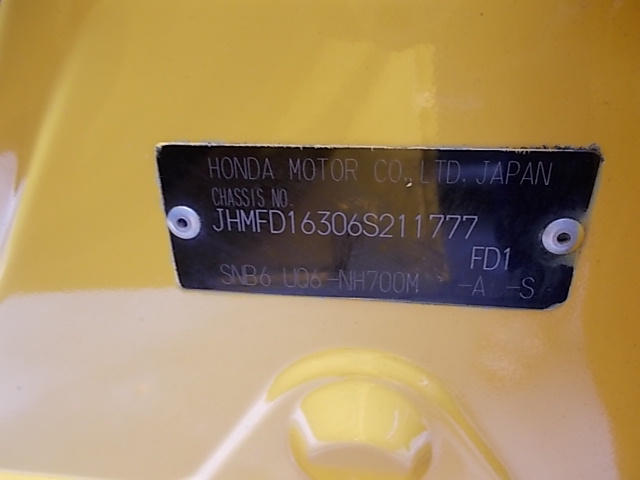 HONDA MOTOR CO., LTD. JAPAN
CHASSIS NO.
JHMFD16306S211777
FD1
SNB6 UQ6-NH700M -A -S